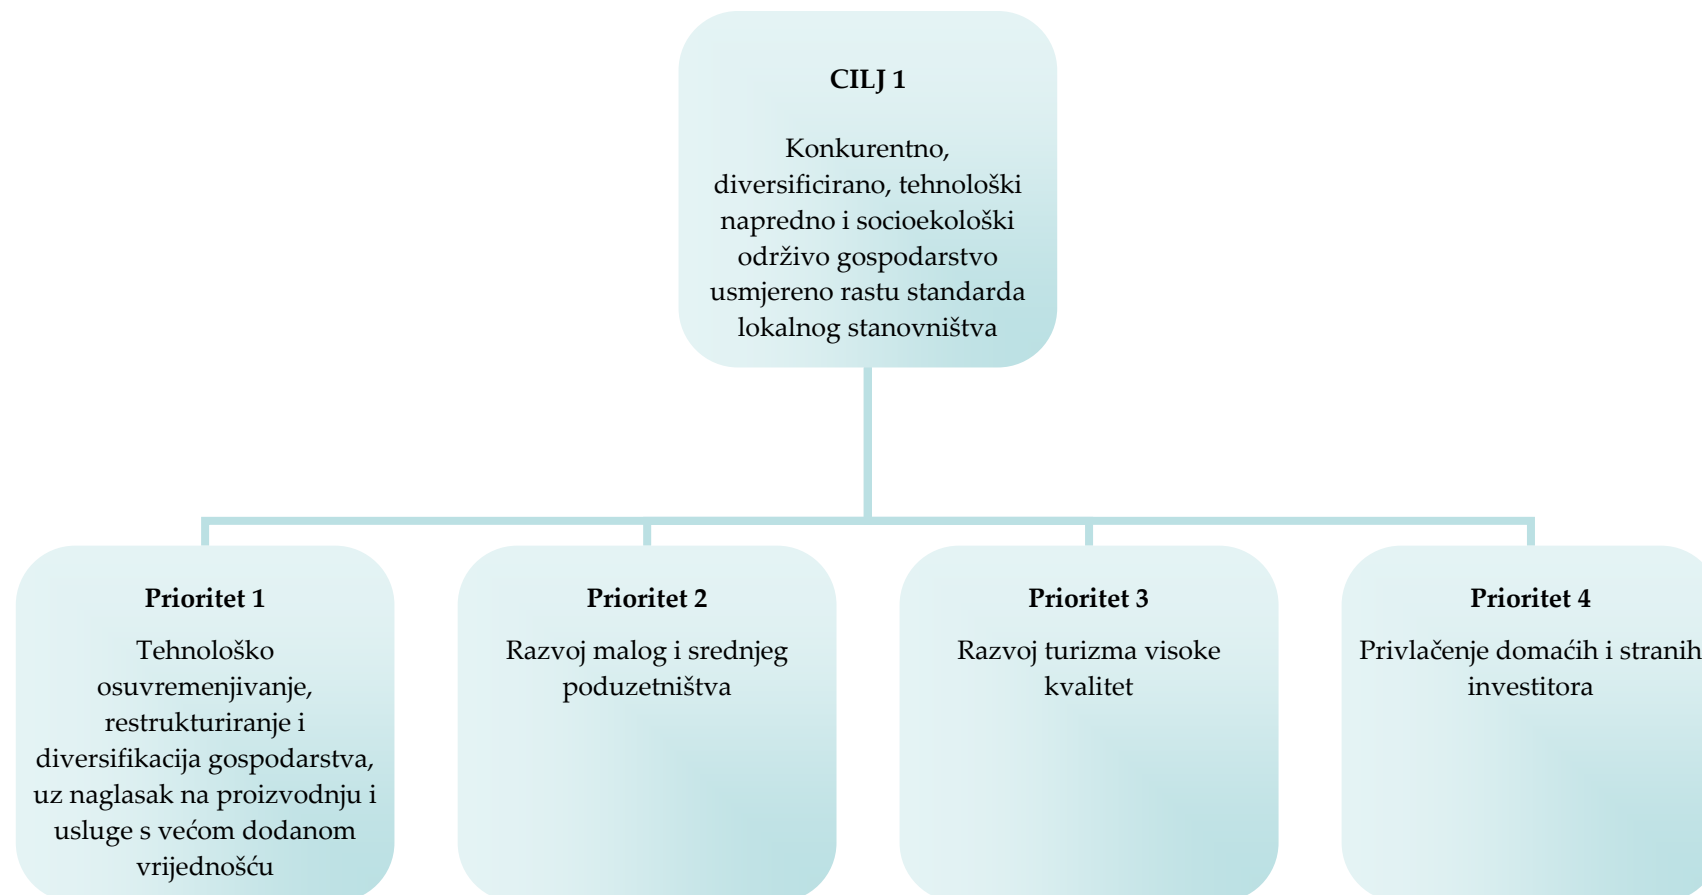 CILJ 1
Konkurentno,
diversificirano, tehnološki
napredno i socioekološki
održivo gospodarstvo
usmjereno rastu standarda
lokalnog stanovništva
Prioritet 1
Tehnološko
osuvremenjivanje,
restrukturiranje i
diversifikacija gospodarstva,
uz naglasak na proizvodnju i
usluge s većom dodanom
vrijednošću
Prioritet 2
Razvoj malog i srednjeg
poduzetništva
Prioritet 3
Razvoj turizma visoke
kvalitet
Prioritet 4
Privlačenje domaćih i stranih
investitora